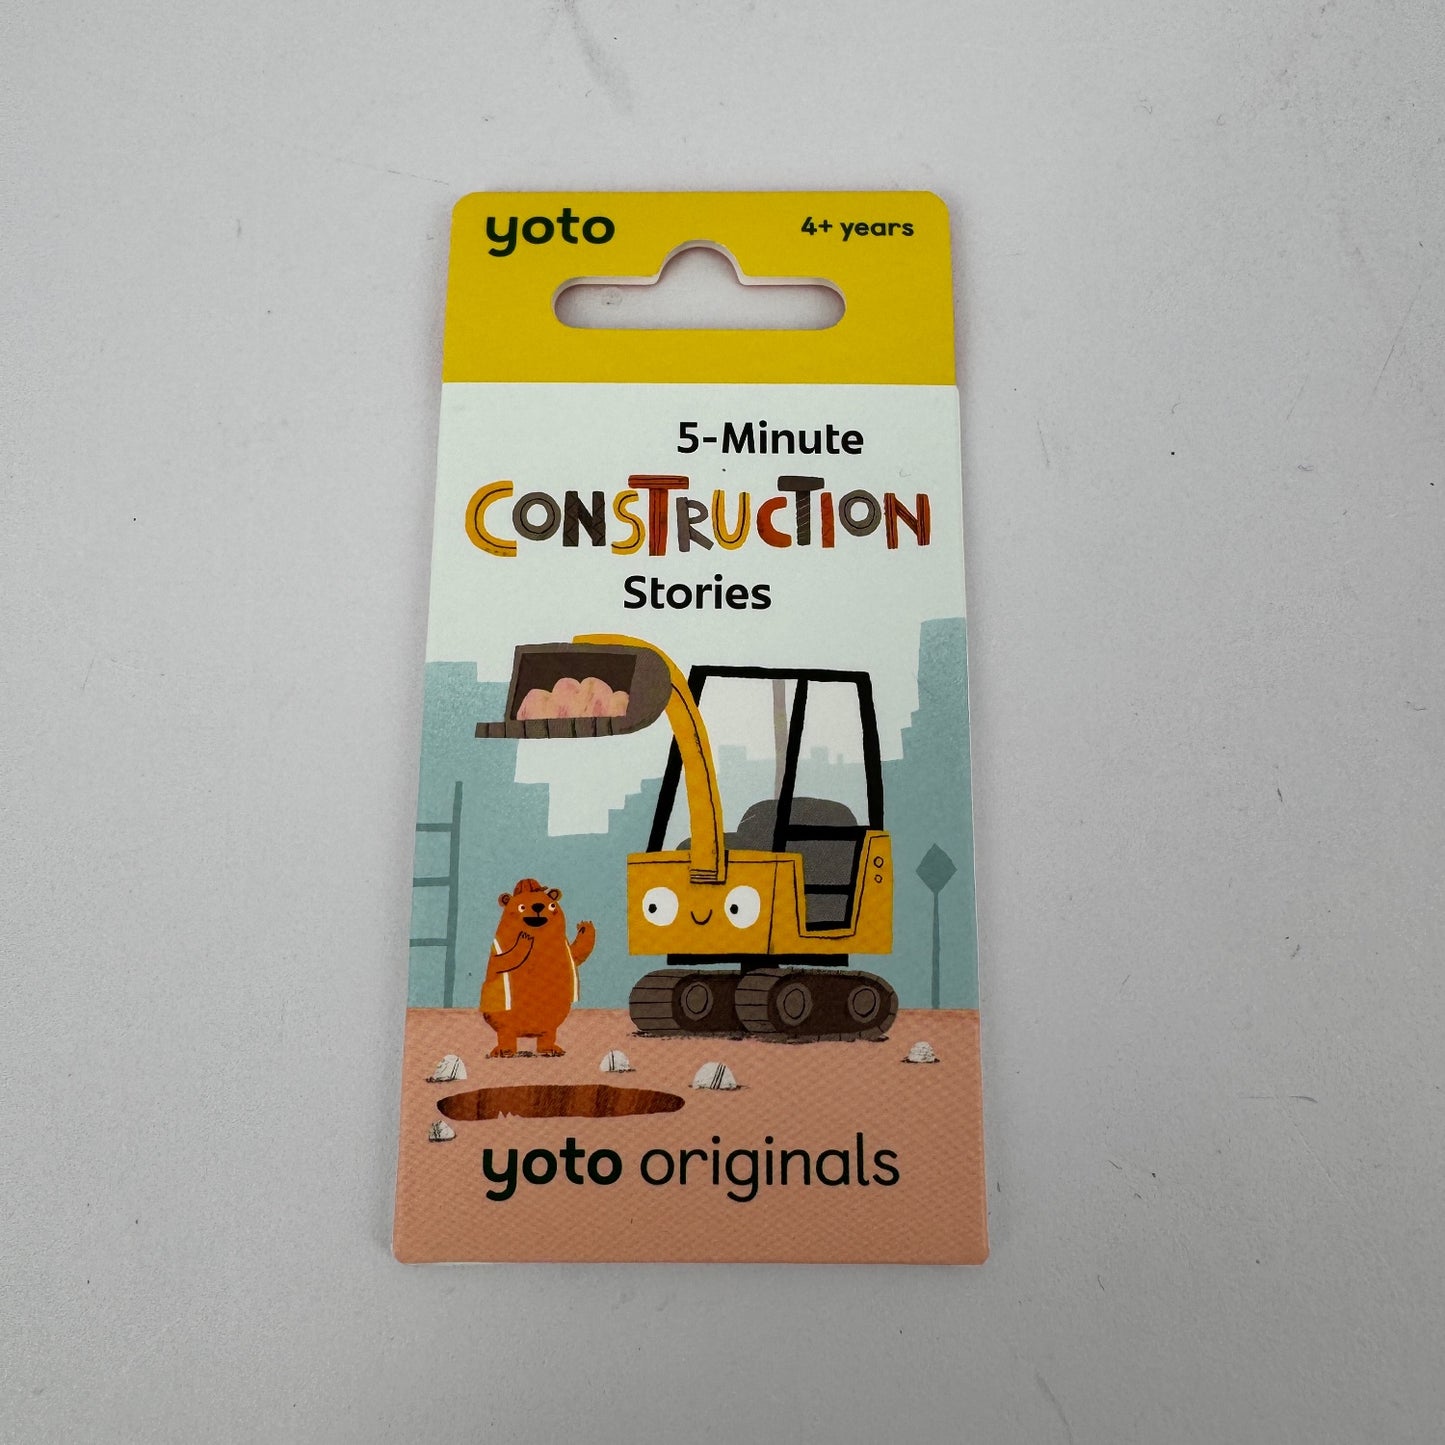 yoto
4+ years
5-Minute
CONSTRUCTION
Stories
yoto originals